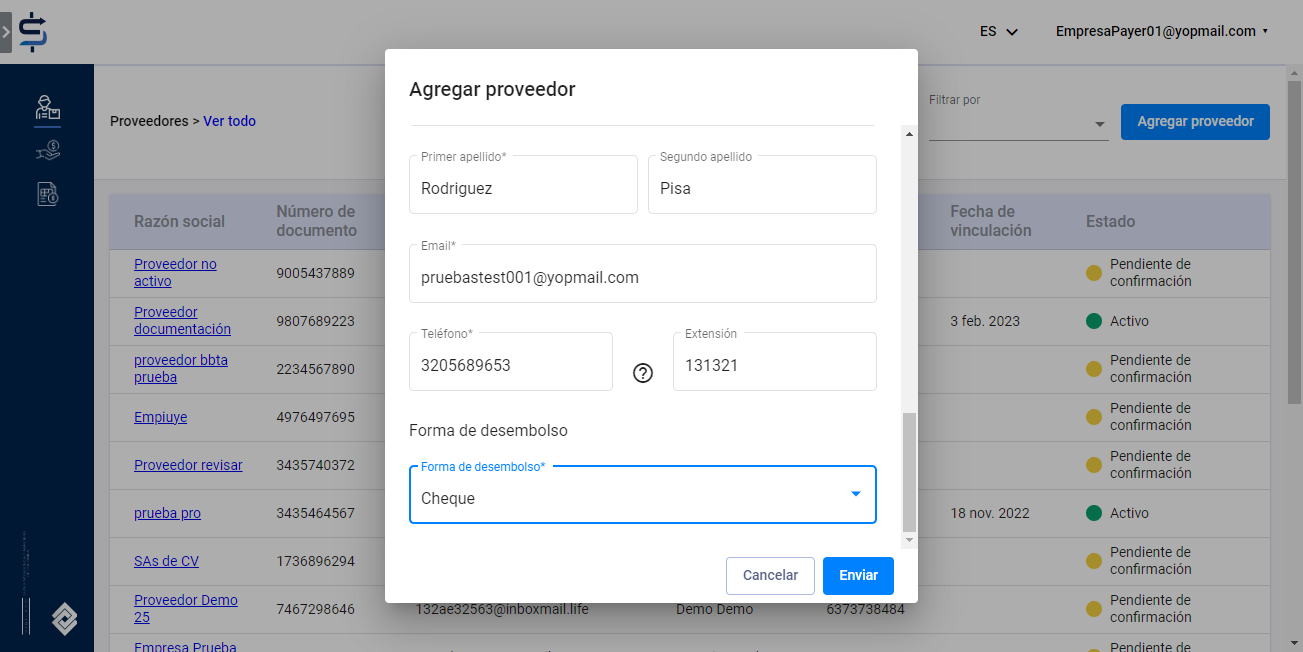 ES
EmpresaPayer01@yopmail.com
Agregar proveedor
Proveedores > Ver todo
Filtrar por
Agregar proveedor
Primer apellido*
Segundo apellido
Rodriguez
Pisa
Email*
pruebastest001@yopmail.com
Teléfono*
Extensión
3205689653
131321
Forma de desembolso
Forma de desembolso*
Cheque
Cancelar
Enviar
Razón social
Número de
documento
Fecha de
vinculación
Estado
Proveedor no
activo
9005437889
Pendiente de
confirmación
Proveedor
documentación
9807689223
3 feb. 2023
Activo
proveedor bbta
prueba
2234567890
Pendiente de
confirmación
Empiuye
4976497695
Pendiente de
confirmación
Proveedor revisar
3435740372
Pendiente de
confirmación
prueba pro
3435464567
18 nov. 2022
Activo
SAs de CV
1736896294
Pendiente de
confirmación
Proveedor Demo
25
7467298646
132ae32563@inboxmail.life
Demo Demo
6373738484
Pendiente de
confirmación
Empresa Prueba
Pendiente de